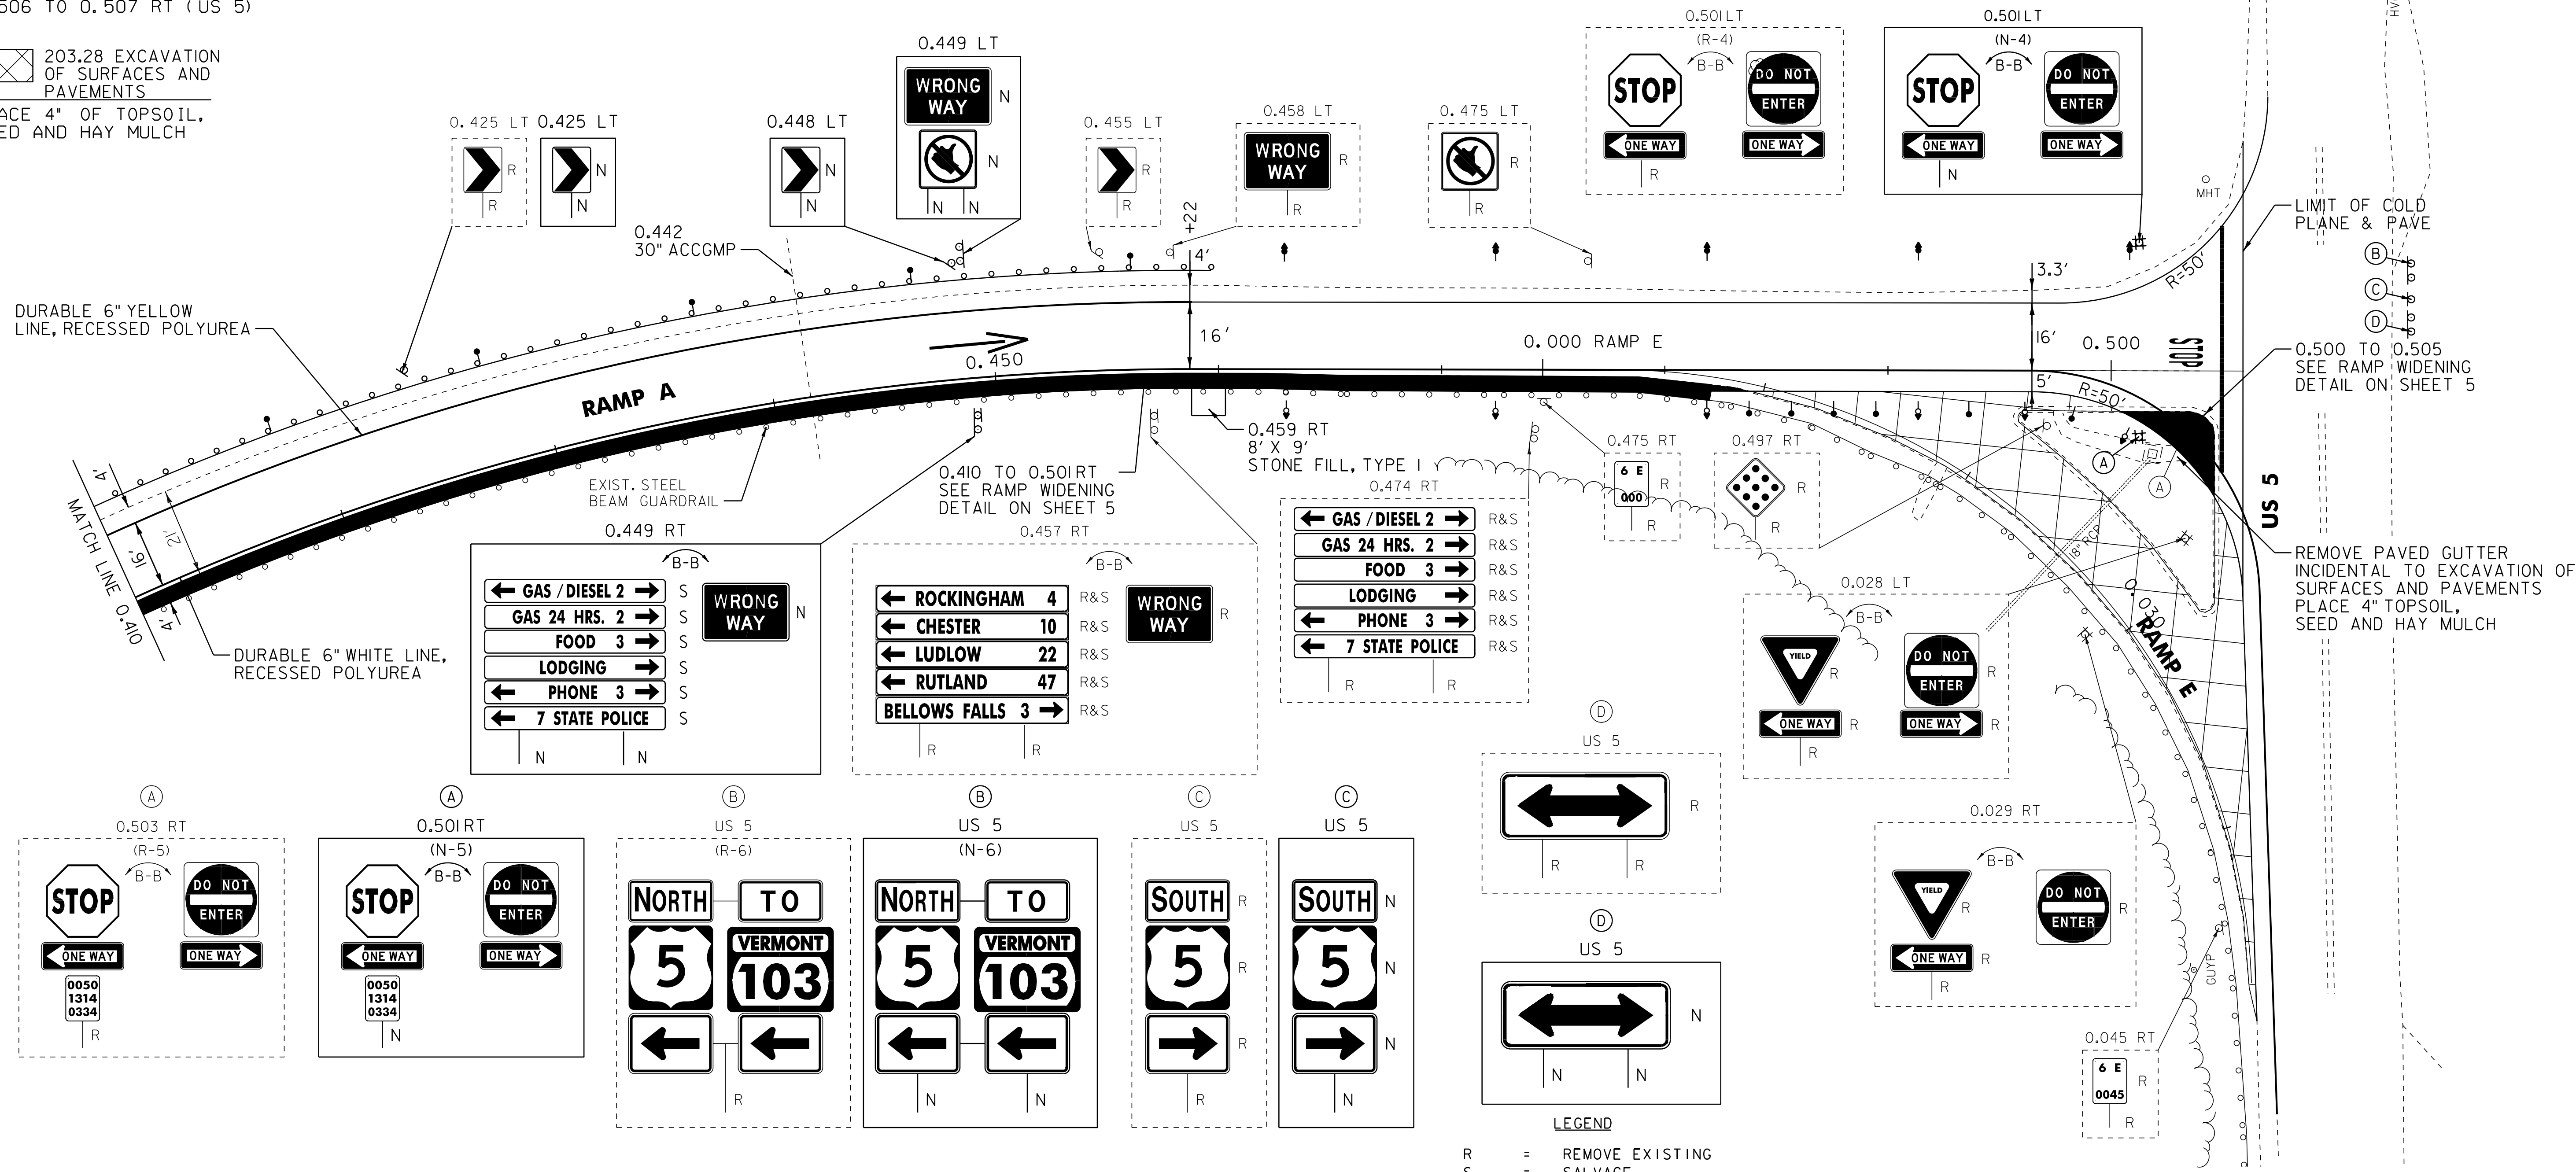 506 TO 0.507 RT (US 5)
203.28 EXCAVATION
OF SURFACES AND
PAVEMENTS
ACE 4" OF TOPSOIL,
ED AND HAY MULCH
0.425 LT
R
R
0.425 LT
N
N
0.448 LT
N
N
0.449 LT
WRONG
WAY
N
N
N N
0.455 LT
R
R
0.458 LT
WRONG
WAY
R
R
0.475 LT
R
R
0.501 LT
(R-4)
B-B
STOP
DO NOT
ENTER
ONE WAY
ONE WAY
R
0.501 LT
(N-4)
B-B
STOP
DO NOT
ENTER
ONE WAY
ONE WAY
N
HV
MHT
LIMIT OF COLD
PLANE & PAVE
B
C
D
0.442
30" ACCGMP
+22
4'
3.3'
R=50'
DURABLE 6" YELLOW
LINE, RECESSED POLYUREA
16'
0.000 RAMP E
16'
0.500
STOP
0.450
RAMP A
5'
R=50'
0.500 TO 0.505
SEE RAMP WIDENING
DETAIL ON SHEET 5
4'
21'
16'
4'
MATCH LINE 0.410
EXIST. STEEL
BEAM GUARDRAIL
0.410 TO 0.501 RT
SEE RAMP WIDENING
DETAIL ON SHEET 5
0.459 RT
8' X 9'
STONE FILL, TYPE I
A
A
US 5
18" RCP
0.030
RAMP E
REMOVE PAVED GUTTER
INCIDENTAL TO EXCAVATION OF
SURFACES AND PAVEMENTS
PLACE 4" TOPSOIL,
SEED AND HAY MULCH
DURABLE 6" WHITE LINE,
RECESSED POLYUREA
0.449 RT
B-B
GAS / DIESEL 2 S
GAS 24 HRS. 2 S
FOOD 3 S
LODGING S
PHONE 3 S
7 STATE POLICE S
WRONG
WAY
N
N N
0.457 RT
B-B
ROCKINGHAM 4 R&S
CHESTER 10 R&S
LUDLOW 22 R&S
RUTLAND 47 R&S
BELLOWS FALLS 3 R&S
WRONG
WAY
R
R R
0.474 RT
GAS / DIESEL 2 R&S
GAS 24 HRS. 2 R&S
FOOD 3 R&S
LODGING R&S
PHONE 3 R&S
7 STATE POLICE R&S
R R
0.475 RT
6 E
000
R
R
0.497 RT
R
R
0.028 LT
B-B
YIELD
R
DO NOT
ENTER
R
ONE WAY R
ONE WAY R
R
0.029 RT
B-B
YIELD
R
DO NOT
ENTER
R
ONE WAY R
R
GUYP
0.045 RT
6 E
0045
R
R
A
0.503 RT
(R-5)
B-B
STOP
DO NOT
ENTER
ONE WAY
ONE WAY
0050
1314
0334
R
A
0.501 RT
(N-5)
B-B
STOP
DO NOT
ENTER
ONE WAY
ONE WAY
0050
1314
0334
N
B
US 5
(R-6)
NORTH TO
5
VERMONT
103
R
B
US 5
(N-6)
NORTH TO
5
VERMONT
103
N N
C
US 5
SOUTH R
5 R
R
R
C
US 5
SOUTH N
5 N
N
N
D
US 5
R
R R
D
US 5
N
N N
LEGEND
R = REMOVE EXISTING
S = SALVAGE